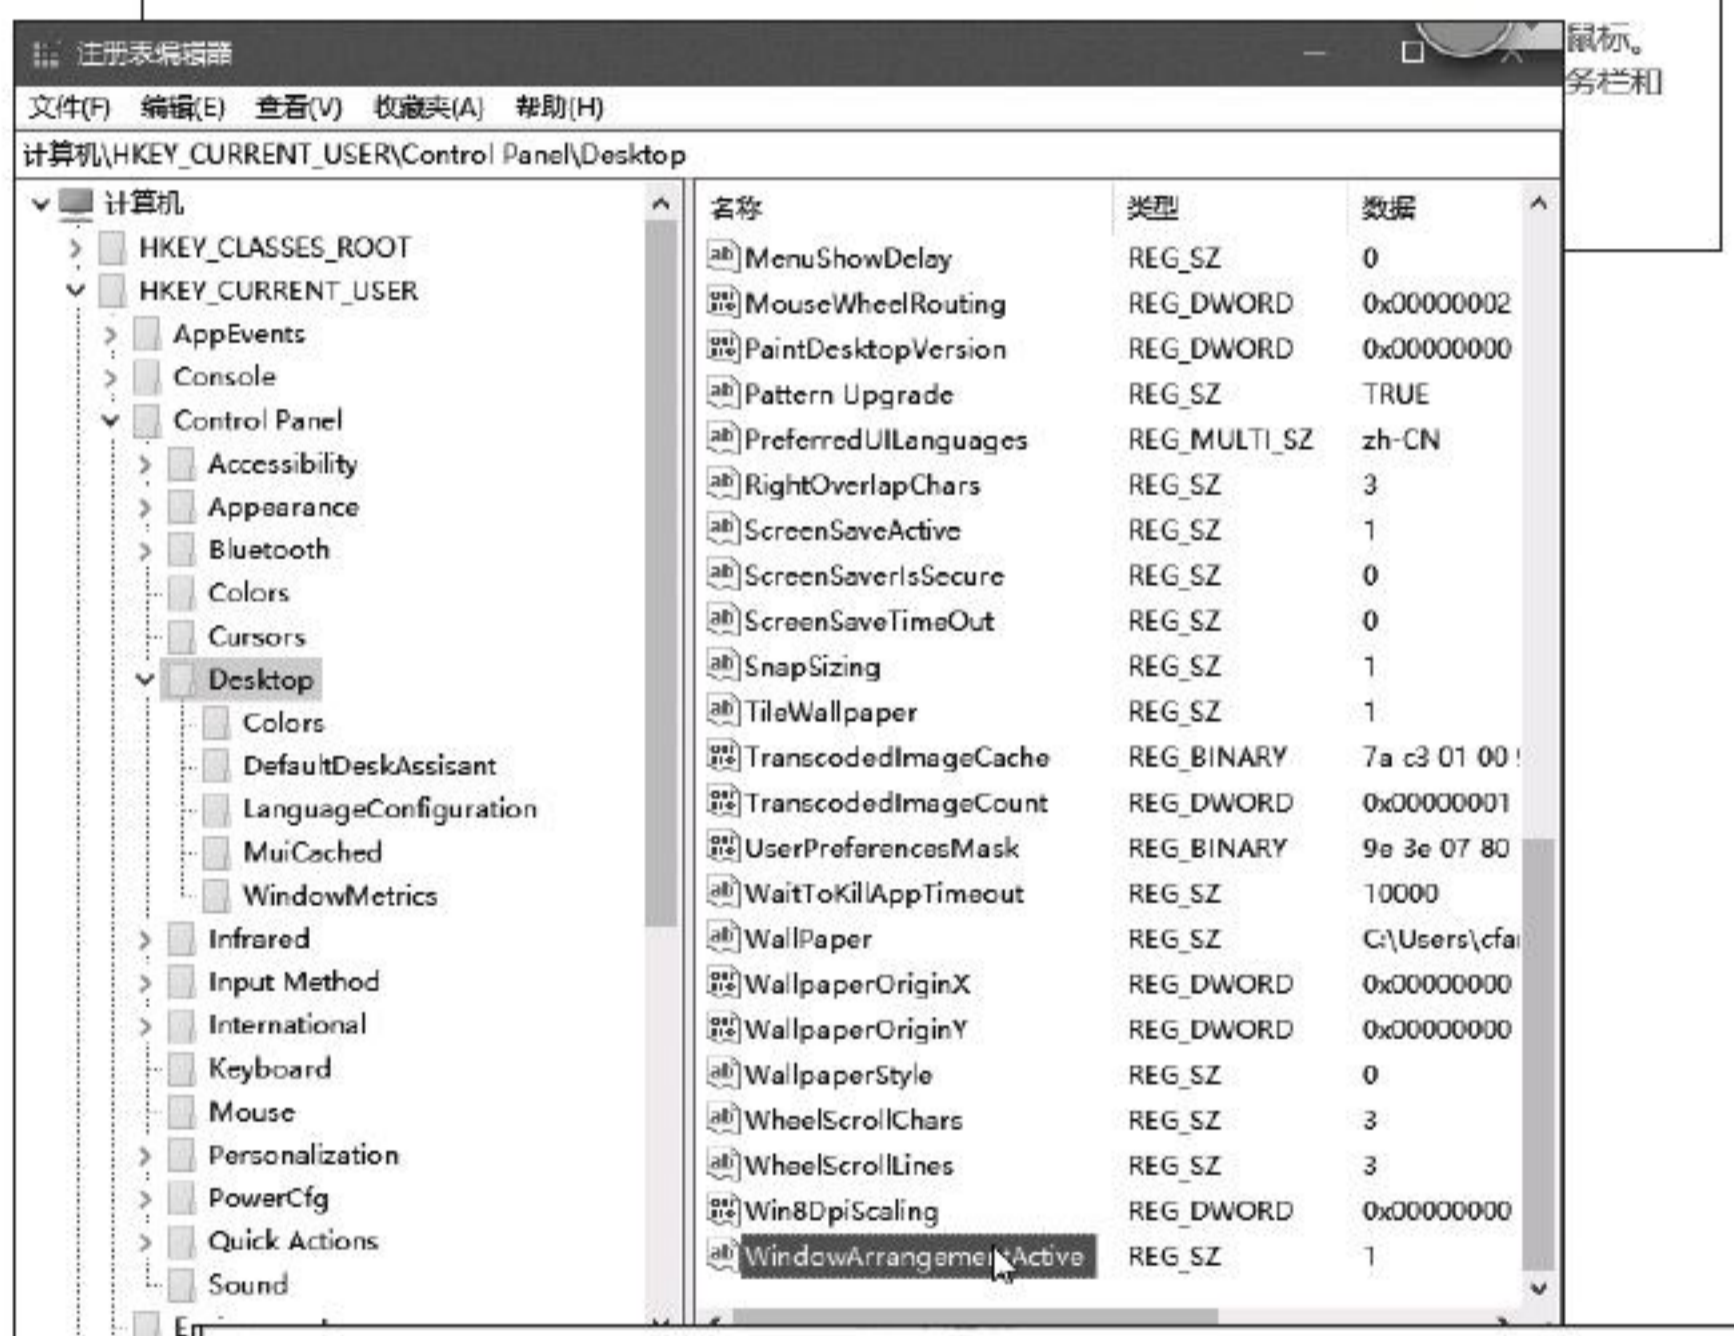 鼠标。
务栏和
注册表编辑器
文件(F) 编辑(E) 查看(V) 收藏夹(A) 帮助(H)
计算机\HKEY_CURRENT_USER\Control Panel\Desktop
计算机
HKEY_CLASSES_ROOT
HKEY_CURRENT_USER
AppEvents
Console
Control Panel
Accessibility
Appearance
Bluetooth
Colors
Cursors
Desktop
Colors
DefaultDeskAssisant
LanguageConfiguration
MuiCached
WindowMetrics
Infrared
Input Method
International
Keyboard
Mouse
Personalization
PowerCfg
Quick Actions
Sound
名称 类型 数据
MenuShowDelay REG_SZ 0
MouseWheelRouting REG_DWORD 0x00000002
PaintDesktopVersion REG_DWORD 0x00000000
Pattern Upgrade REG_SZ TRUE
PreferredUILanguages REG_MULTI_SZ zh-CN
RightOverlapChars REG_SZ 3
ScreenSaveActive REG_SZ 1
ScreenSaverIsSecure REG_SZ 0
ScreenSaveTimeOut REG_SZ 0
SnapSizing REG_SZ 1
TileWallpaper REG_SZ 1
TranscodedImageCache REG_BINARY 7a c3 01 00
TranscodedImageCount REG_DWORD 0x00000001
UserPreferencesMask REG_BINARY 9e 3e 07 80
WaitToKillAppTimeout REG_SZ 10000
WallPaper REG_SZ C:\Users\cfa
WallpaperOriginX REG_DWORD 0x00000000
WallpaperOriginY REG_DWORD 0x00000000
WallpaperStyle REG_SZ 0
WheelScrollChars REG_SZ 3
WheelScrollLines REG_SZ 3
Win8DpiScaling REG_DWORD 0x00000000
WindowArrangementActive REG_SZ 1